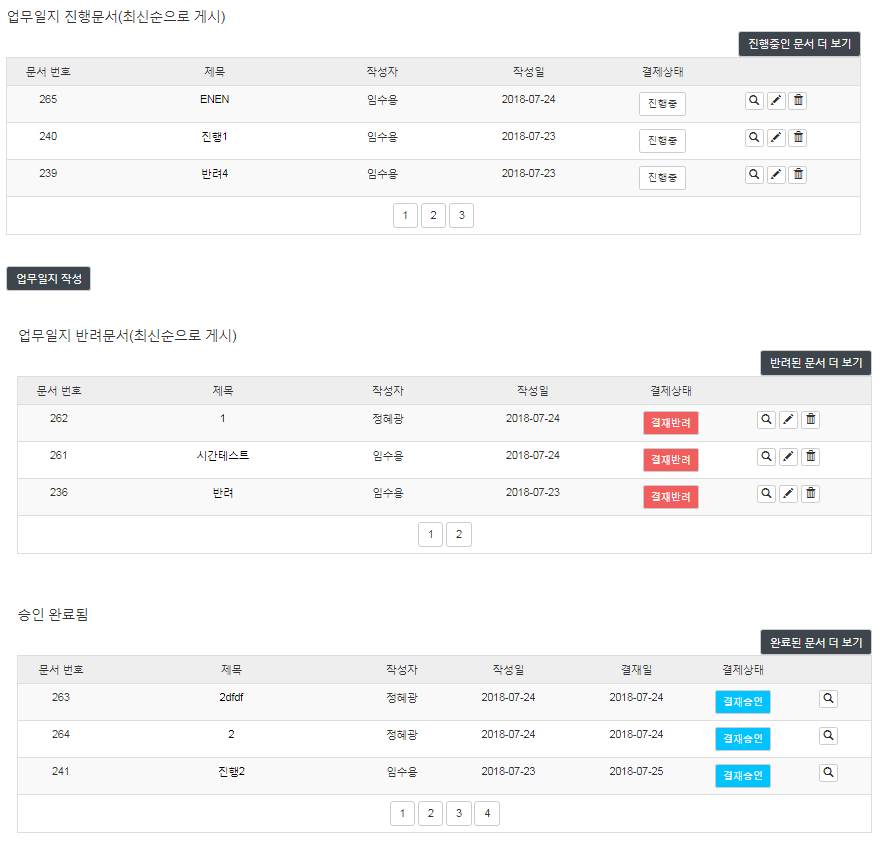 업무일지 진행문서(최신순으로 게시)
진행중인 문서 더 보기
문서 번호 제목 작성자 작성일 결제상태
265 ENEN 임수용 2018-07-24 진행중
240 진행1 임수용 2018-07-23 진행중
239 반려4 임수용 2018-07-23 진행중
1 2 3
업무일지 작성
업무일지 반려문서(최신순으로 게시)
반려된 문서 더 보기
문서 번호 제목 작성자 작성일 결제상태
262 1 정혜광 2018-07-24 결재반려
261 시간테스트 임수용 2018-07-24 결재반려
236 반려 임수용 2018-07-23 결재반려
1 2
승인 완료됨
완료된 문서 더 보기
문서 번호 제목 작성자 작성일 결재일 결제상태
263 2dfdf 정혜광 2018-07-24 2018-07-24 결재승인
264 2 정혜광 2018-07-24 2018-07-24 결재승인
241 진행2 임수용 2018-07-23 2018-07-25 결재승인
1 2 3 4